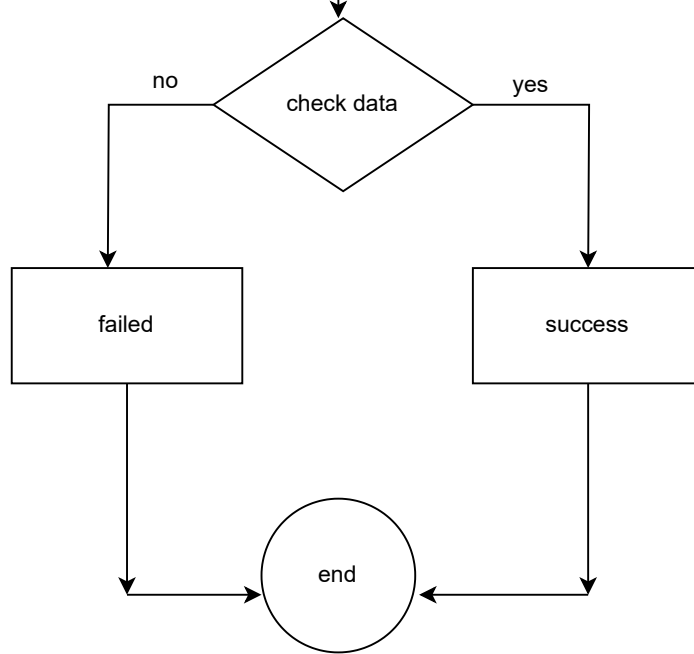 no
yes
check data
failed
success
end